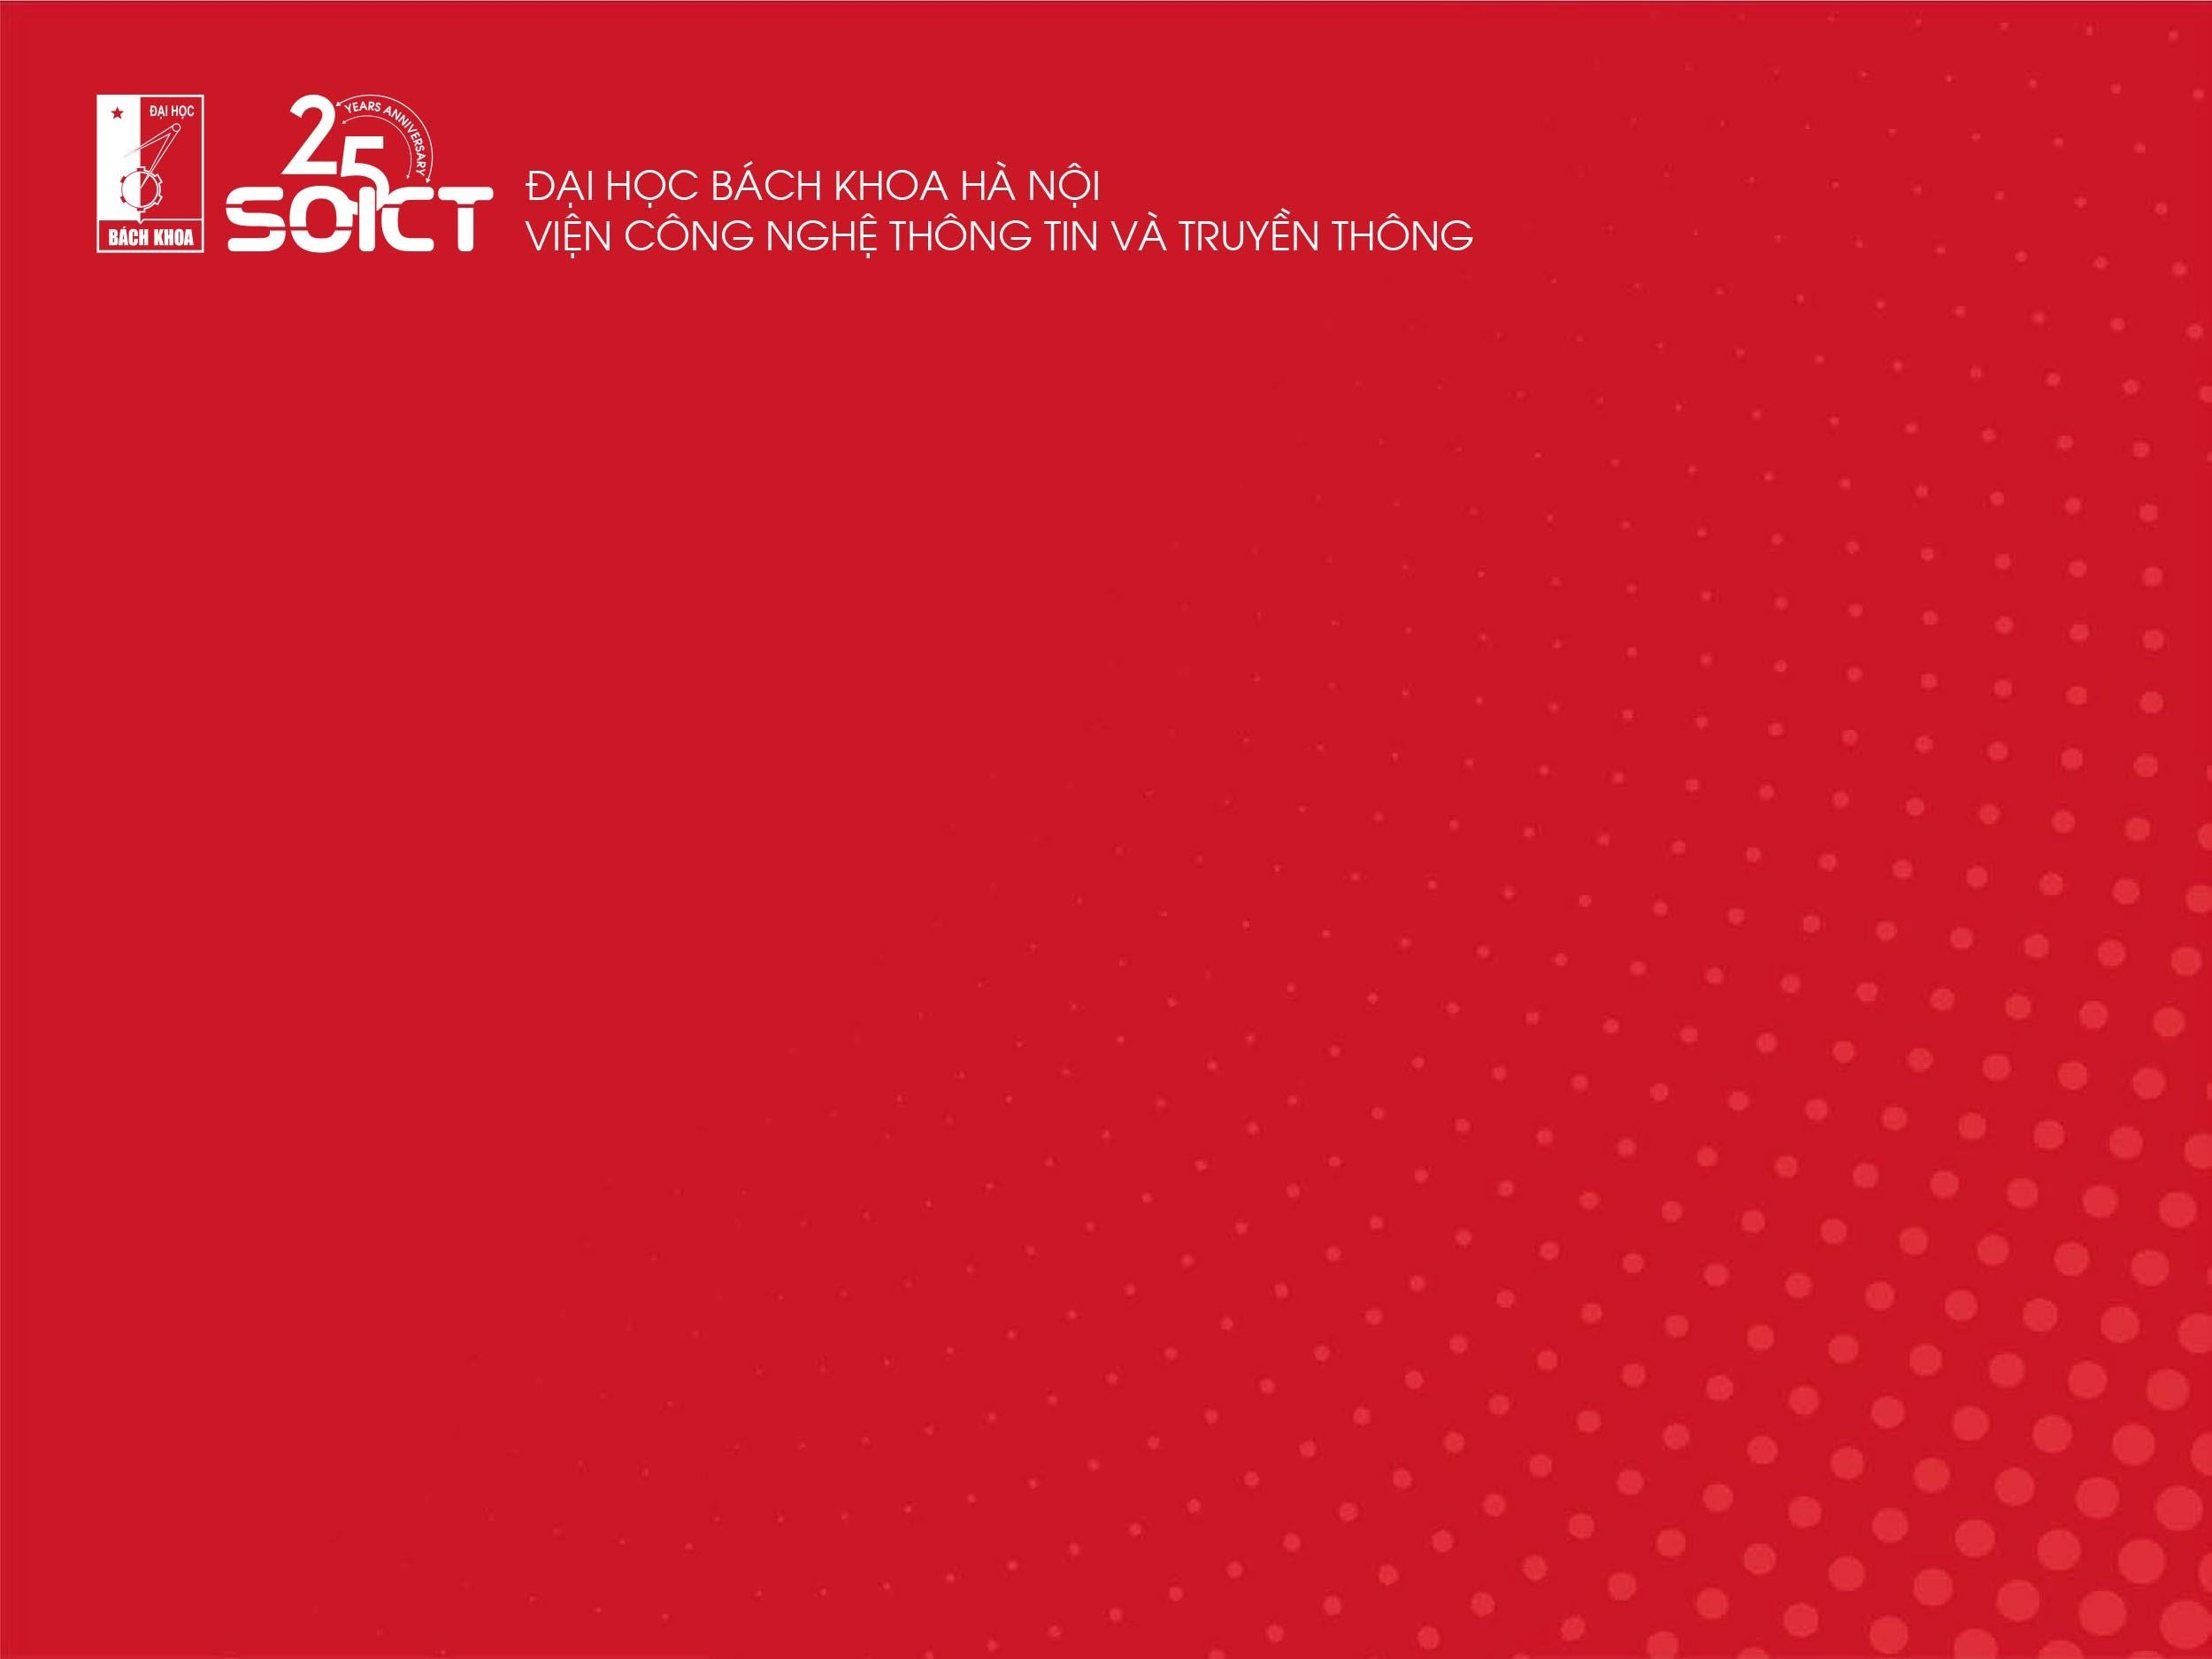 ĐẠI HỌC
BÁCH KHOA
25
YEARS ANNIVERSARY
SOICT
ĐẠI HỌC BÁCH KHOA HÀ NỘI
VIỆN CÔNG NGHỆ THÔNG TIN VÀ TRUYỀN THÔNG